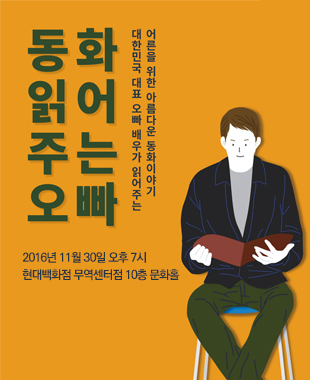 동화
읽어
주는
오빠
대한민국 대표 오빠 배우가 읽어주는
어른을 위한 아름다운 동화이야기
2016년 11월 30일 오후 7시
현대백화점 무역센터점 10층 문화홀